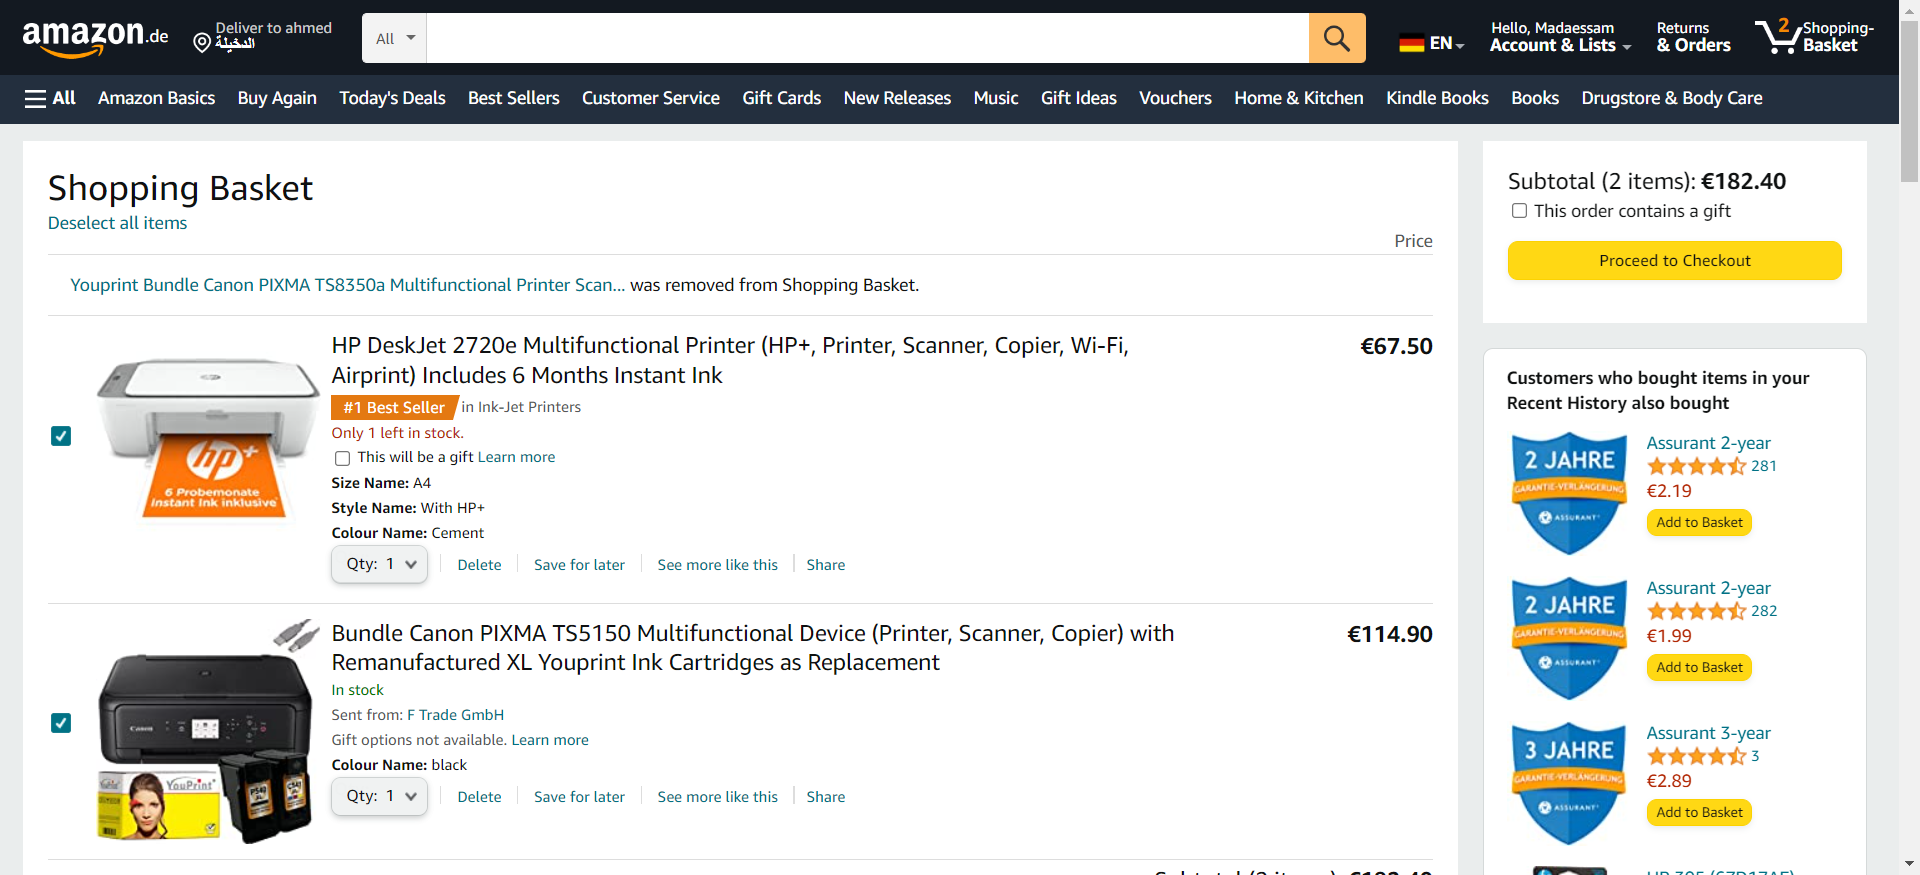 amazon.de
Deliver to ahmed
الدخيلة
All
EN
Hello, Madaessam
Account & Lists
Returns
& Orders
2
Shopping-
Basket
All
Amazon Basics
Buy Again
Today's Deals
Best Sellers
Customer Service
Gift Cards
New Releases
Music
Gift Ideas
Vouchers
Home & Kitchen
Kindle Books
Books
Drugstore & Body Care
Shopping Basket
Deselect all items
Price
Youprint Bundle Canon PIXMA TS8350a Multifunctional Printer Scan... was removed from Shopping Basket.
HP DeskJet 2720e Multifunctional Printer (HP+, Printer, Scanner, Copier, Wi-Fi,
Airprint) Includes 6 Months Instant Ink
€67.50
#1 Best Seller in Ink-Jet Printers
Only 1 left in stock.
This will be a gift Learn more
Size Name: A4
Style Name: With HP+
Colour Name: Cement
Qty: 1
Delete
Save for later
See more like this
Share
hp+
6 Probemonate
Instant Ink inklusive
Bundle Canon PIXMA TS5150 Multifunctional Device (Printer, Scanner, Copier) with
Remanufactured XL Youprint Ink Cartridges as Replacement
€114.90
In stock
Sent from: F Trade GmbH
Gift options not available. Learn more
Colour Name: black
Qty: 1
Delete
Save for later
See more like this
Share
Canon
YouPrint
Subtotal (2 items): €182.40
Subtotal (2 items): €182.40
This order contains a gift
Proceed to Checkout
Customers who bought items in your
Recent History also bought
2 JAHRE
GARANTIE-VERLÄNGERUNG
ASSURANT
Assurant 2-year
281
€2.19
Add to Basket
2 JAHRE
GARANTIE-VERLÄNGERUNG
ASSURANT
Assurant 2-year
282
€1.99
Add to Basket
3 JAHRE
GARANTIE-VERLÄNGERUNG
ASSURANT
Assurant 3-year
3
€2.89
Add to Basket